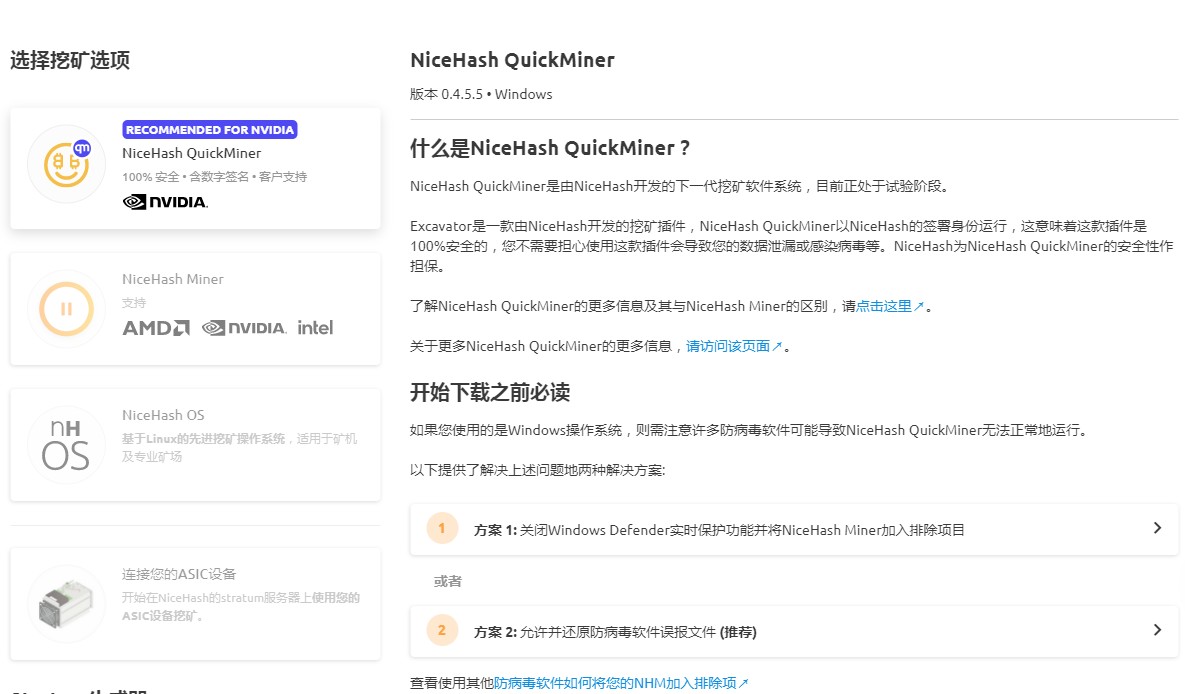 选择挖矿选项
RECOMMENDED FOR NVIDIA
NiceHash QuickMiner
100% 安全 • 含数字签名 • 客户支持
qm
NVIDIA.
NiceHash Miner
支持
AMD NVIDIA. intel
nH
OS
NiceHash OS
基于Linux的先进挖矿操作系统，适用于矿机
及专业矿场
连接您的ASIC设备
开始在NiceHash的stratum服务器上使用您的
ASIC设备挖矿。
NiceHash QuickMiner
版本 0.4.5.5 • Windows
什么是NiceHash QuickMiner？
NiceHash QuickMiner是由NiceHash开发的下一代挖矿软件系统，目前正处于试验阶段。
Excavator是一款由NiceHash开发的挖矿插件，NiceHash QuickMiner以NiceHash的签署身份运行，这意味着这款插件是
100%安全的，您不需要担心使用这款插件会导致您的数据泄漏或感染病毒等。NiceHash为NiceHash QuickMiner的安全性作
担保。
了解NiceHash QuickMiner的更多信息及其与NiceHash Miner的区别，请点击这里↗。
关于更多NiceHash QuickMiner的更多信息，请访问该页面↗。
开始下载之前必读
如果您使用的是Windows操作系统，则需注意许多防病毒软件可能导致NiceHash QuickMiner无法正常地运行。
以下提供了解决上述问题地两种解决方案:
1 方案 1: 关闭Windows Defender实时保护功能并将NiceHash Miner加入排除项目
或者
2 方案 2: 允许并还原防病毒软件误报文件 (推荐)
查看使用其他防病毒软件如何将您的NHM加入排除项↗